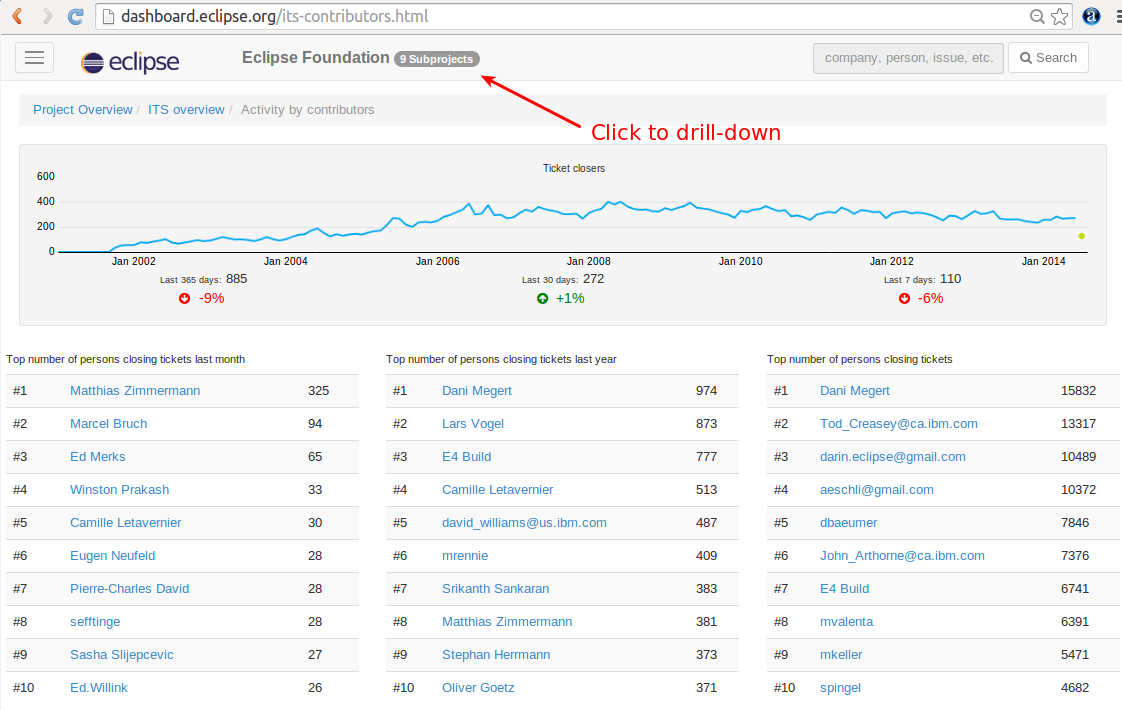 dashboard.eclipse.org/its-contributors.html
eclipse
Eclipse Foundation 9 Subprojects
company, person, issue, etc.
Search
Project Overview / ITS overview / Activity by contributors
Click to drill-down
Ticket closers
600
400
200
0
Jan 2002 Jan 2004 Jan 2006 Jan 2008 Jan 2010 Jan 2012 Jan 2014
Last 365 days: 885 Last 30 days: 272 Last 7 days: 110
-9% +1% -6%
Top number of persons closing tickets last month
#1 Matthias Zimmermann 325
#2 Marcel Bruch 94
#3 Ed Merks 65
#4 Winston Prakash 33
#5 Camille Letavernier 30
#6 Eugen Neufeld 28
#7 Pierre-Charles David 28
#8 sefftinge 28
#9 Sasha Slijepcevic 27
#10 Ed.Willink 26
Top number of persons closing tickets last year
#1 Dani Megert 974
#2 Lars Vogel 873
#3 E4 Build 777
#4 Camille Letavernier 513
#5 david_williams@us.ibm.com 487
#6 mrennie 409
#7 Srikanth Sankaran 383
#8 Matthias Zimmermann 381
#9 Stephan Herrmann 373
#10 Oliver Goetz 371
Top number of persons closing tickets
#1 Dani Megert 15832
#2 Tod_Creasey@ca.ibm.com 13317
#3 darin.eclipse@gmail.com 10489
#4 aeschli@gmail.com 10372
#5 dbaeumer 7846
#6 John_Arthorne@ca.ibm.com 7376
#7 E4 Build 6741
#8 mvalenta 6391
#9 mkeller 5471
#10 spingel 4682